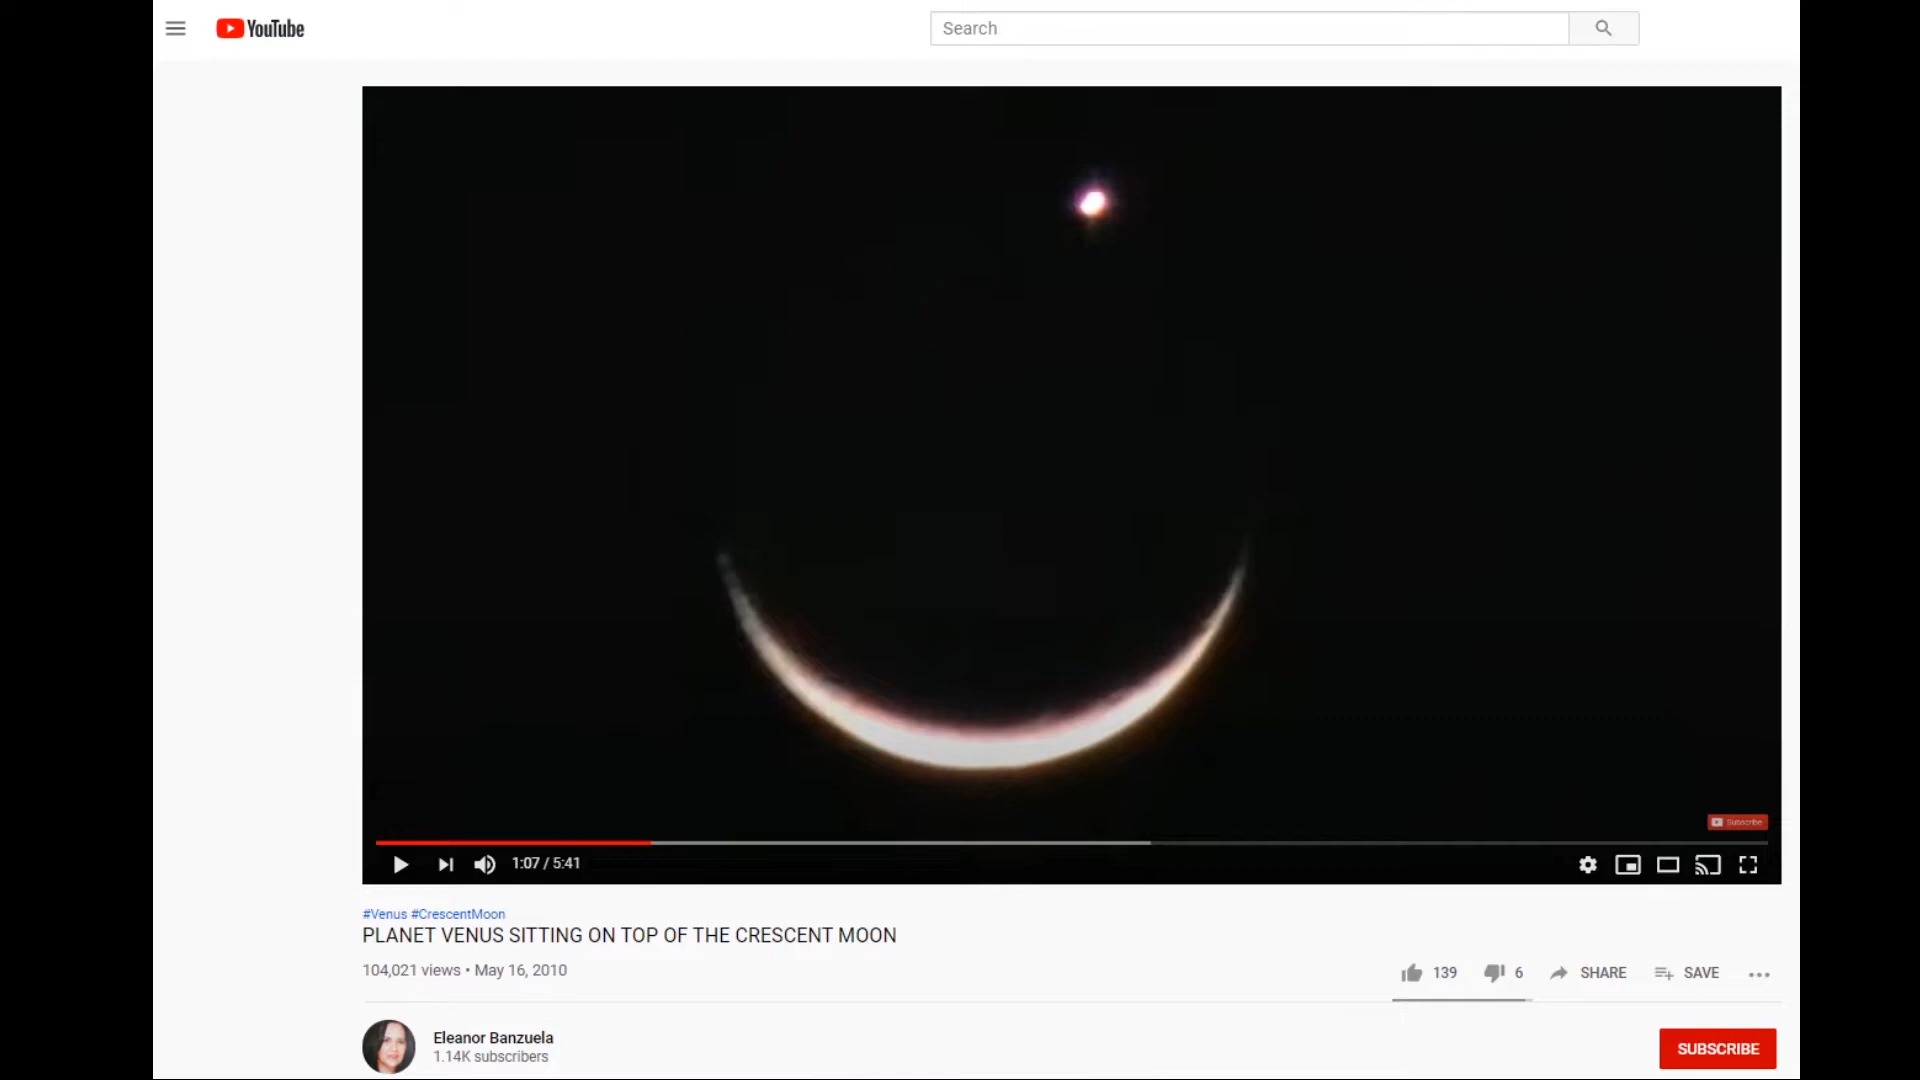 YouTube
Search
Subscribe
1:07 / 5:41
#Venus #CrescentMoon
PLANET VENUS SITTING ON TOP OF THE CRESCENT MOON
104,021 views • May 16, 2010
139 6 SHARE SAVE
Eleanor Banzuela
1.14K subscribers
SUBSCRIBE